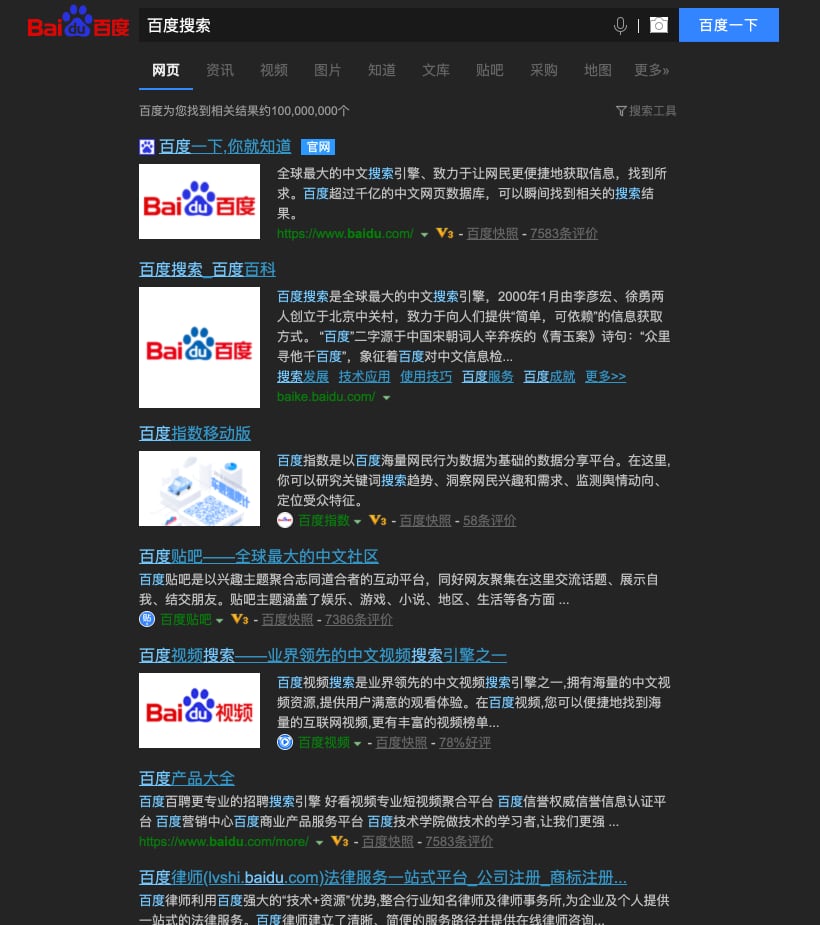 Bai du 百度 百度搜索 百度一下
网页 资讯 视频 图片 知道 文库 贴吧 采购 地图 更多»
百度为您找到相关结果约100,000,000个 搜索工具
百度一下,你就知道 官网
Bai du 百度
全球最大的中文搜索引擎、致力于让网民更便捷地获取信息，找到所
求。百度超过千亿的中文网页数据库，可以瞬间找到相关的搜索结
果。
https://www.baidu.com/ V3 - 百度快照 - 7583条评价
百度搜索_百度百科
Bai du 百度
百度搜索是全球最大的中文搜索引擎，2000年1月由李彦宏、徐勇两
人创立于北京中关村，致力于向人们提供“简单，可依赖”的信息获取
方式。 “百度”二字源于中国宋朝词人辛弃疾的《青玉案》诗句：“众里
寻他千百度”，象征着百度对中文信息检...
搜索发展 技术应用 使用技巧 百度服务 百度成就 更多>>
baike.baidu.com/
百度指数移动版
百度指数是以百度海量网民行为数据为基础的数据分享平台。在这里,
你可以研究关键词搜索趋势、洞察网民兴趣和需求、监测舆情动向、
定位受众特征。
百度指数 V3 - 百度快照 - 58条评价
百度贴吧——全球最大的中文社区
百度贴吧是以兴趣主题聚合志同道合者的互动平台，同好网友聚集在这里交流话题、展示自
我、结交朋友。贴吧主题涵盖了娱乐、游戏、小说、地区、生活等各方面 ...
贴 百度贴吧 V3 - 百度快照 - 7386条评价
百度视频搜索——业界领先的中文视频搜索引擎之一
Bai du 视频
百度视频搜索是业界领先的中文视频搜索引擎之一,拥有海量的中文视
频资源,提供用户满意的观看体验。在百度视频,您可以便捷地找到海
量的互联网视频,更有丰富的视频榜单...
百度视频 - 百度快照 - 78%好评
百度产品大全
百度百聘更专业的招聘搜索引擎 好看视频专业短视频聚合平台 百度信誉权威信誉信息认证平
台 百度营销中心百度商业产品服务平台 百度技术学院做技术的学习者,让我们更强 ...
https://www.baidu.com/more/ V3 - 百度快照 - 7583条评价
百度律师(lvshi.baidu.com)法律服务一站式平台_公司注册_商标注册...
百度律师利用百度强大的“技术+资源”优势,整合行业知名律师及律师事务所,为企业及个人提供
一站式的法律服务。百度律师建立了清晰、简便的服务路径并提供在线律师咨询...